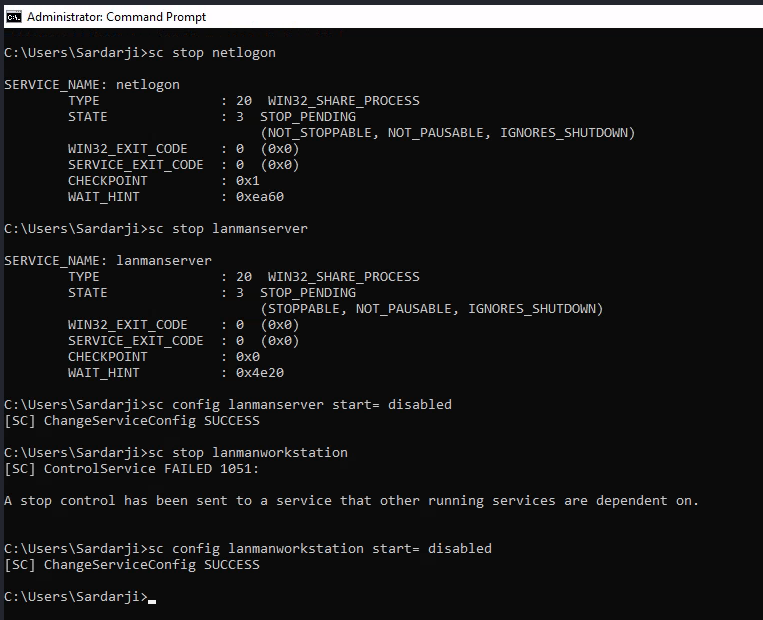 Administrator: Command Prompt
C:\Users\Sardarji>sc stop netlogon
SERVICE_NAME: netlogon
TYPE : 20 WIN32_SHARE_PROCESS
STATE : 3 STOP_PENDING
(NOT_STOPPABLE, NOT_PAUSABLE, IGNORES_SHUTDOWN)
WIN32_EXIT_CODE : 0 (0x0)
SERVICE_EXIT_CODE : 0 (0x0)
CHECKPOINT : 0x1
WAIT_HINT : 0xea60
C:\Users\Sardarji>sc stop lanmanserver
SERVICE_NAME: lanmanserver
TYPE : 20 WIN32_SHARE_PROCESS
STATE : 3 STOP_PENDING
(STOPPABLE, NOT_PAUSABLE, IGNORES_SHUTDOWN)
WIN32_EXIT_CODE : 0 (0x0)
SERVICE_EXIT_CODE : 0 (0x0)
CHECKPOINT : 0x0
WAIT_HINT : 0x4e20
C:\Users\Sardarji>sc config lanmanserver start= disabled
[SC] ChangeServiceConfig SUCCESS
C:\Users\Sardarji>sc stop lanmanworkstation
[SC] ControlService FAILED 1051:
A stop control has been sent to a service that other running services are dependent on.
C:\Users\Sardarji>sc config lanmanworkstation start= disabled
[SC] ChangeServiceConfig SUCCESS
C:\Users\Sardarji>